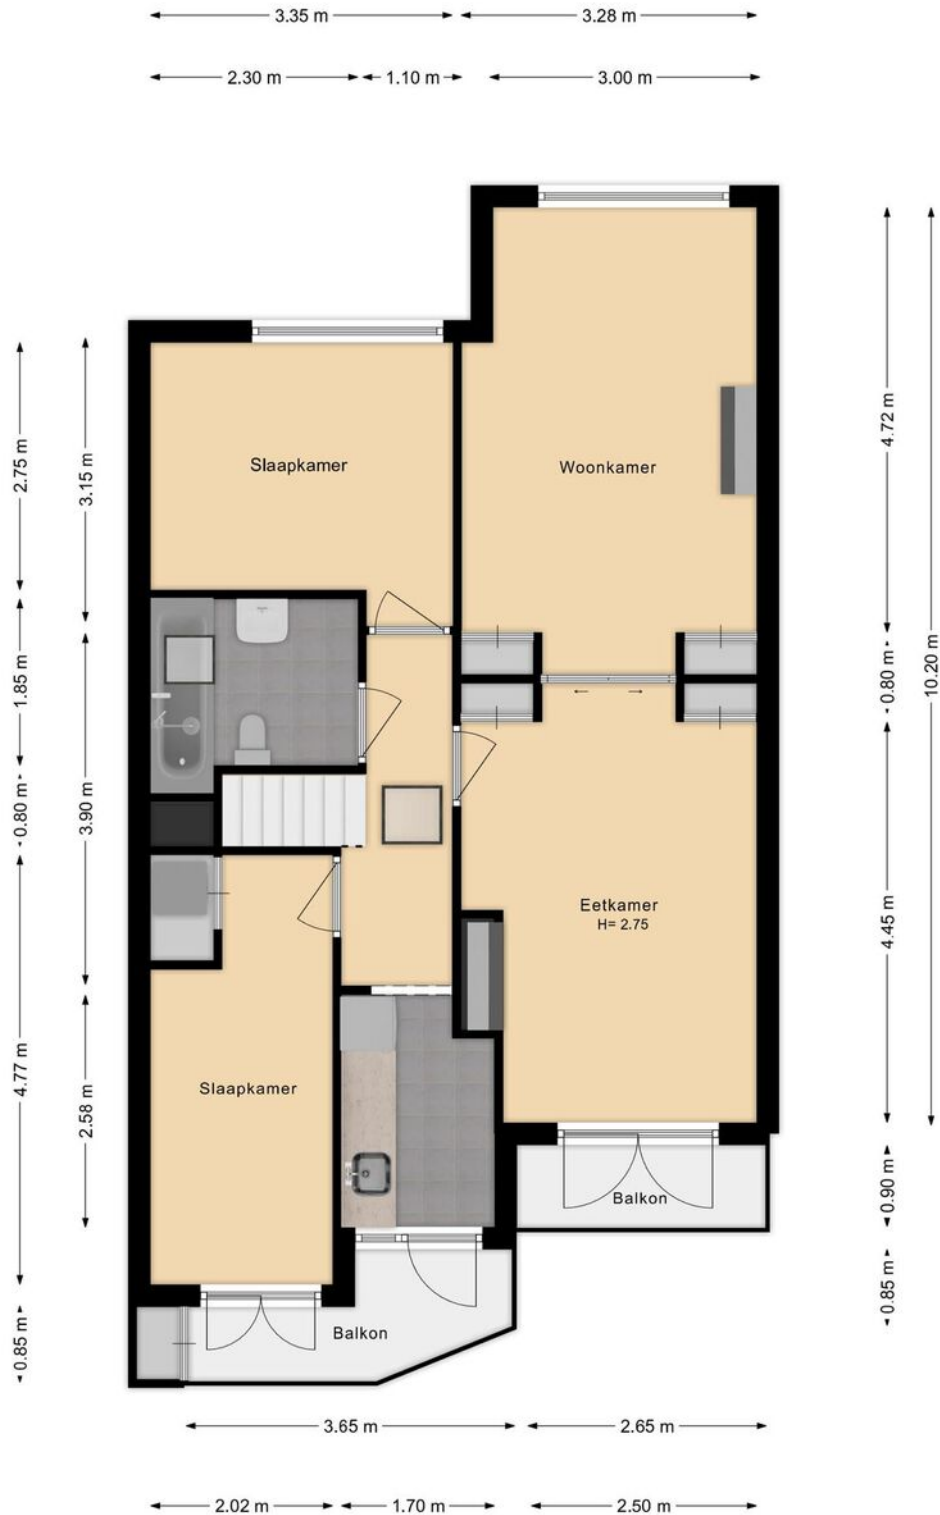 3.35 m
3.28 m
2.30 m
1.10 m
3.00 m
2.75 m
3.15 m
Slaapkamer
Woonkamer
4.72 m
1.85 m
0.80 m
10.20 m
0.80 m
3.90 m
Eetkamer
H= 2.75
4.45 m
4.77 m
2.58 m
Slaapkamer
Balkon
0.90 m
0.85 m
Balkon
0.85 m
3.65 m
2.65 m
2.02 m
1.70 m
2.50 m